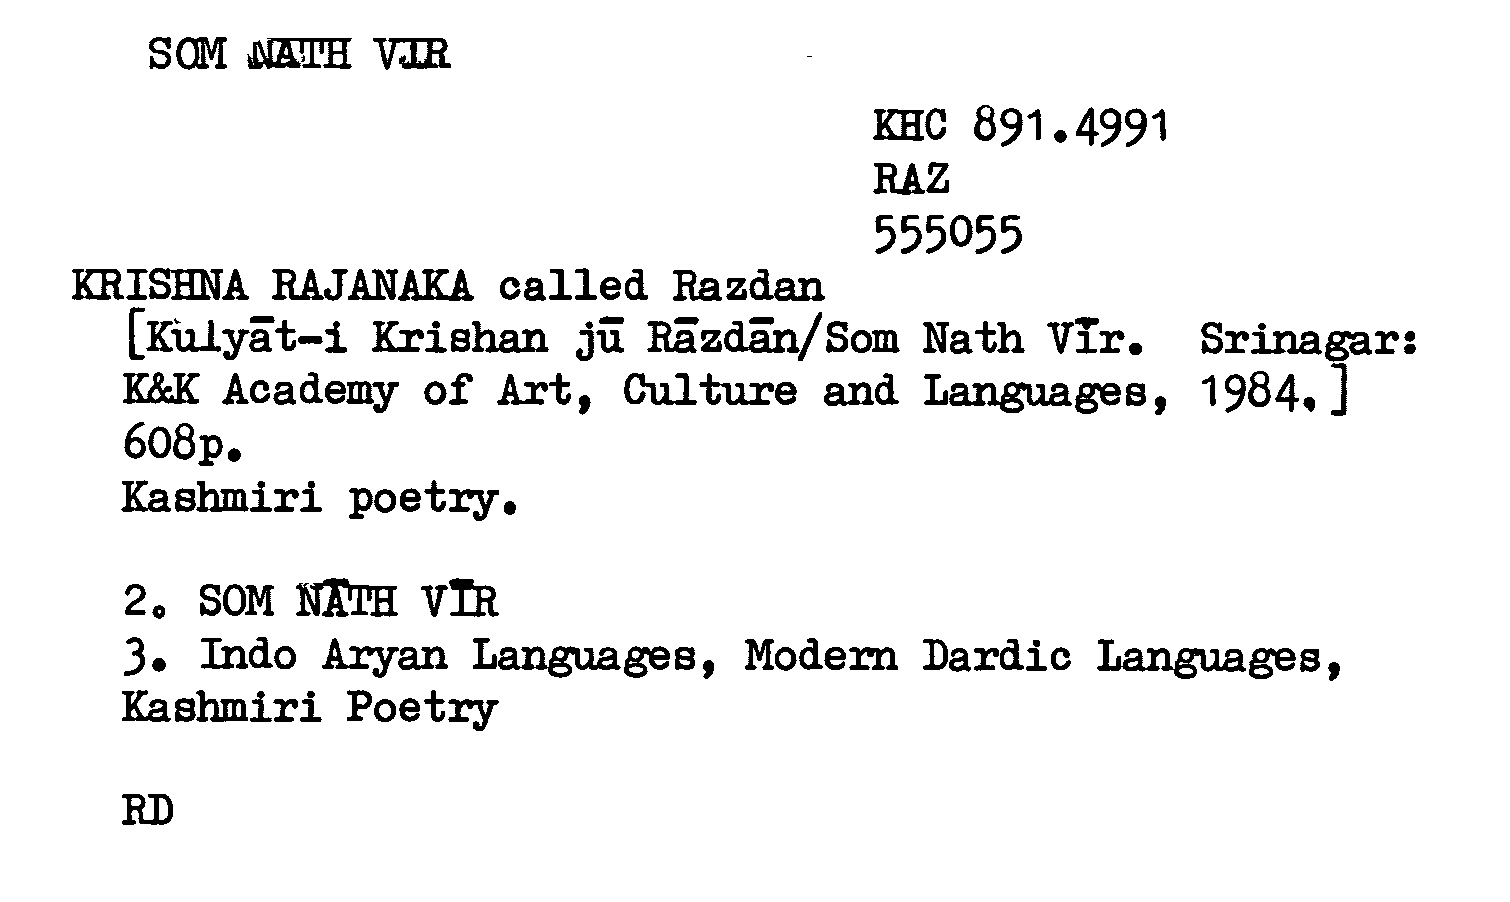 SOM NATH VIR
KHC 891.4991
RAZ
555055
KRISHNA RAJANAKA called Razdan
[Kulyāt-i Krishan jū Rāzdān/Som Nath Vīr. Srinagar:
K&K Academy of Art, Culture and Languages, 1984.]
608p.
Kashmiri poetry.
2. SOM NĀTH VĪR
3. Indo Aryan Languages, Modern Dardic Languages,
Kashmiri Poetry
RD